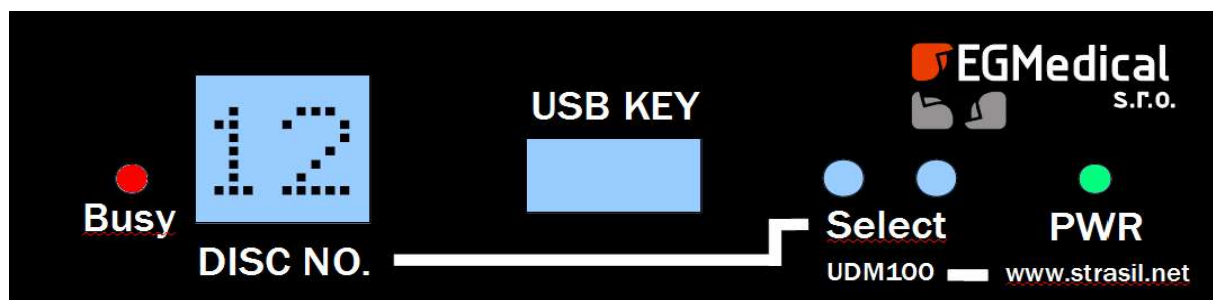 EGMedical
s.r.o.
12
USB KEY
Busy
Select
PWR
DISC NO.
UDM100
www.strasil.net